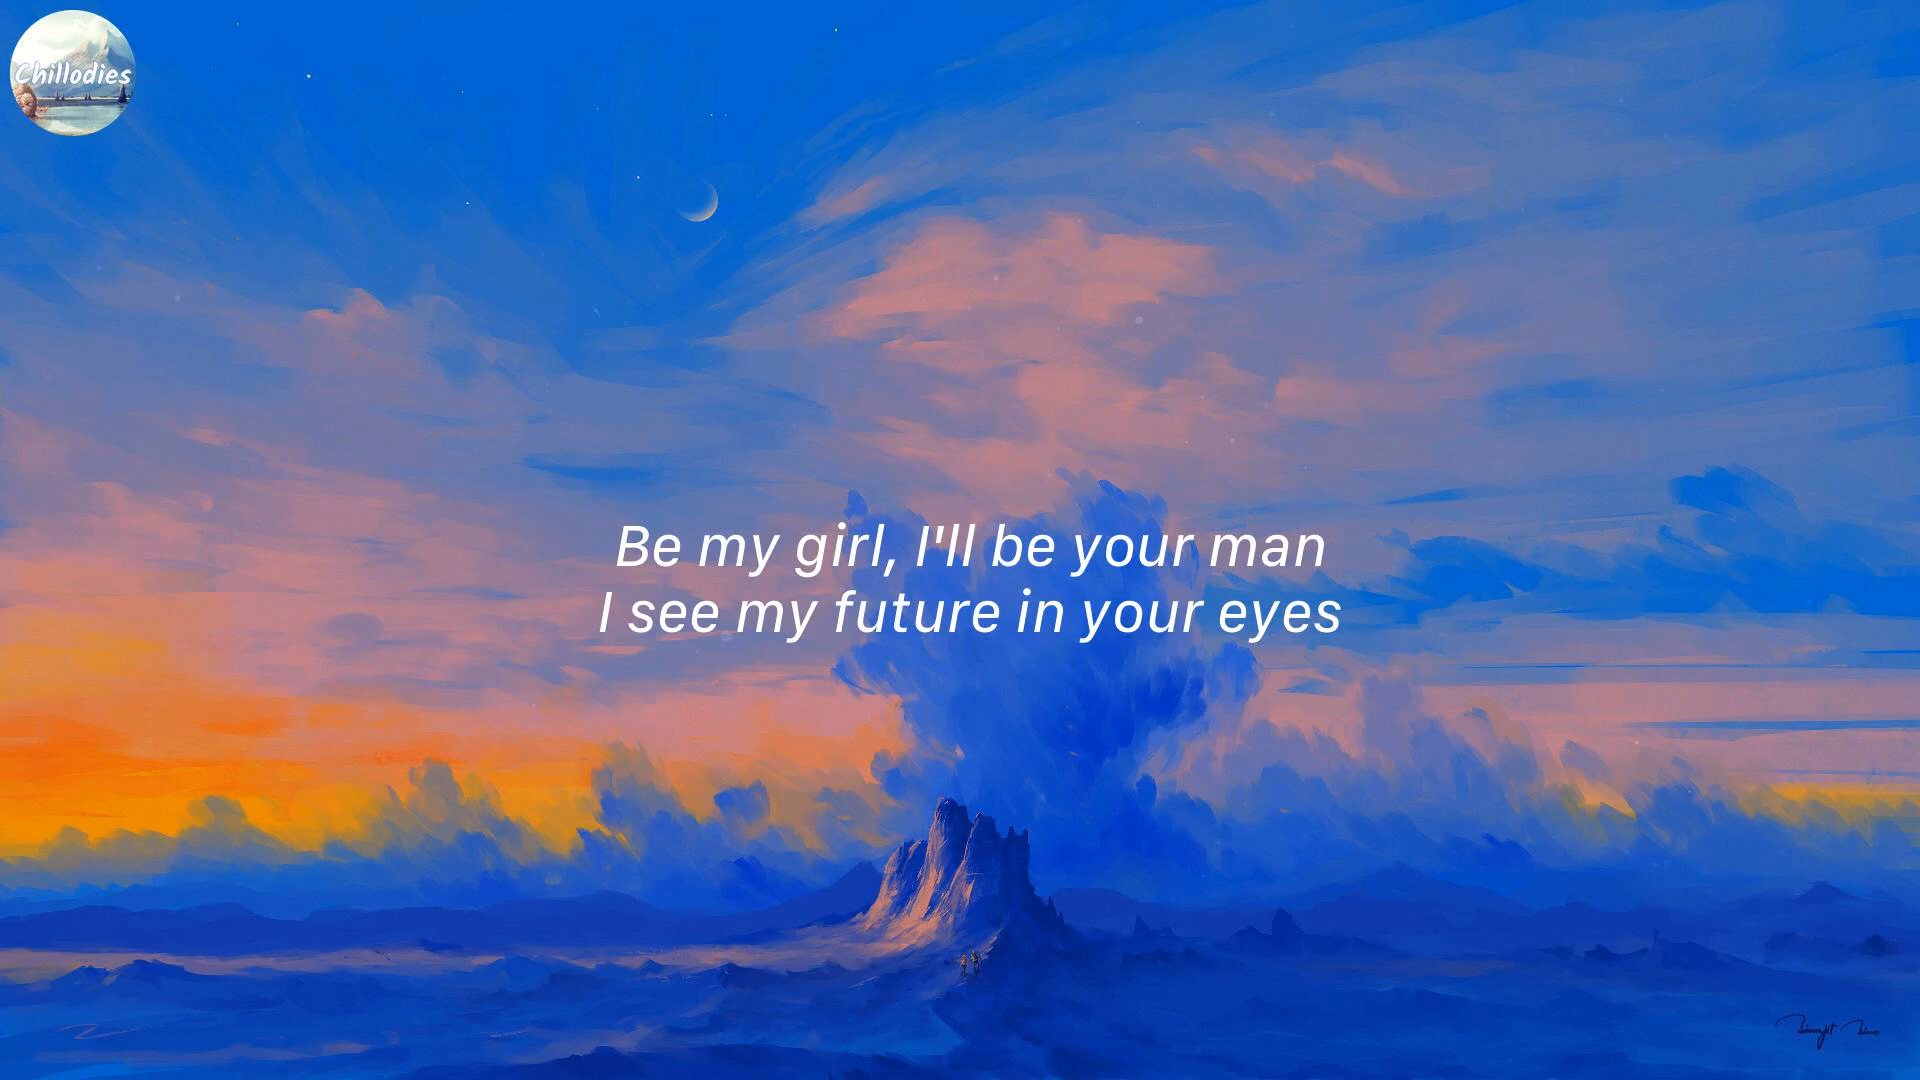 Chillodies
Be my girl, I'll be your man
I see my future in your eyes